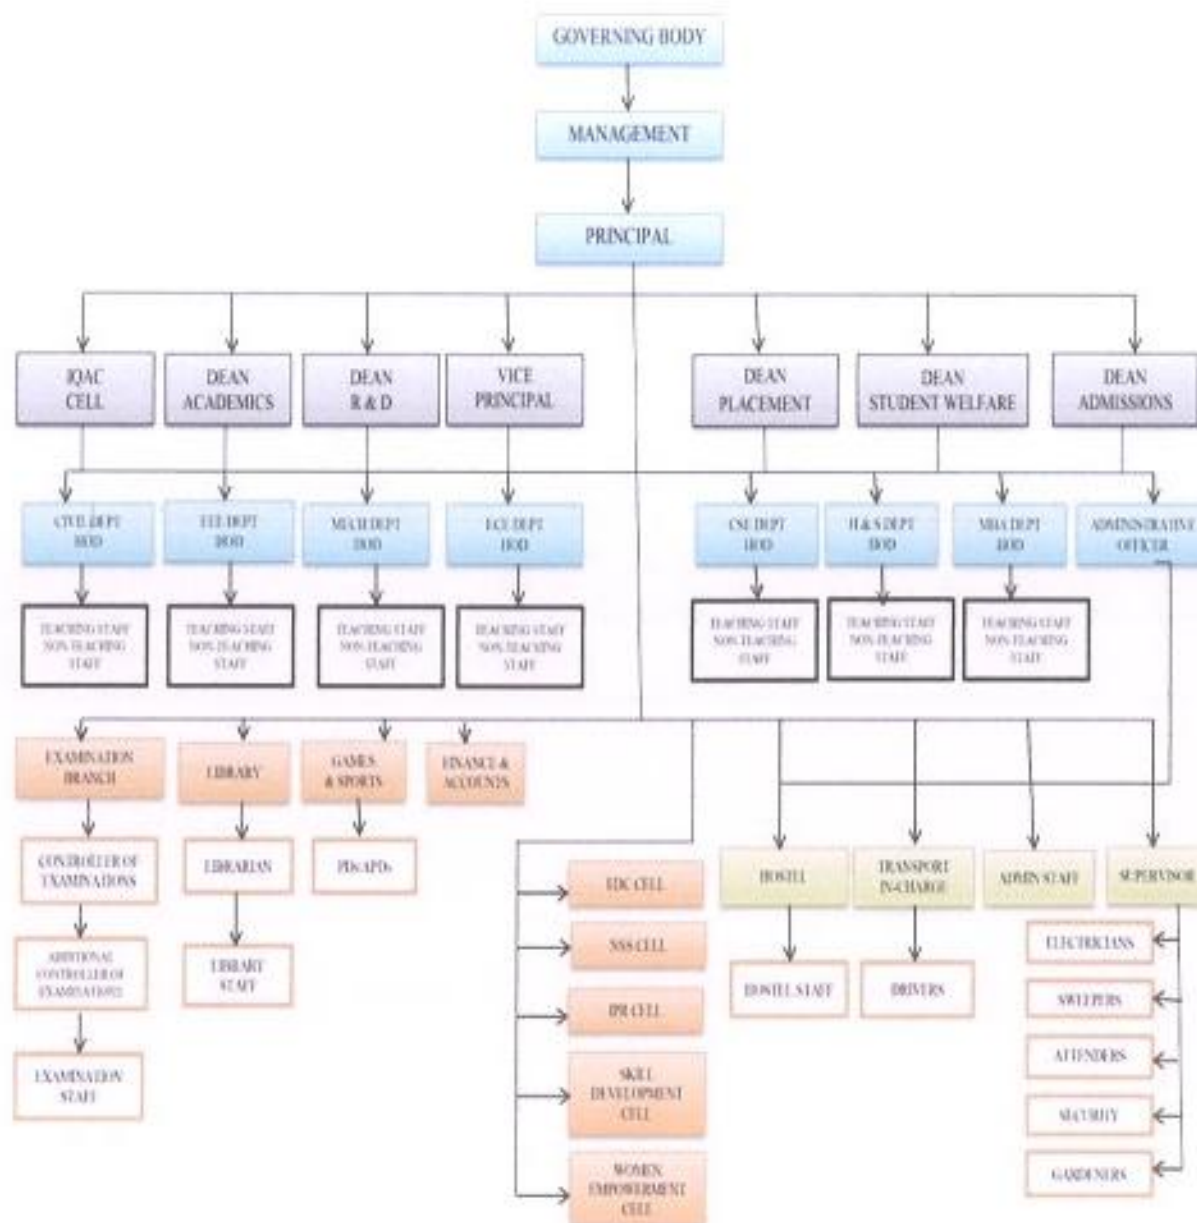 GOVERNING BODY
MANAGEMENT
PRINCIPAL
IQAC
CELL
DEAN
ACADEMICS
DEAN
R & D
VICE
PRINCIPAL
DEAN
PLACEMENT
DEAN
STUDENT WELFARE
DEAN
ADMISSIONS
CIVIL DEPT
HOD
EEE DEPT
HOD
MECH DEPT
HOD
ECE DEPT
HOD
CSE DEPT
HOD
H & S DEPT
HOD
MBA DEPT
HOD
ADMINISTRATIVE
OFFICER
TEACHING STAFF
NON-TEACHING
STAFF
TEACHING STAFF
NON-TEACHING
STAFF
TEACHING STAFF
NON-TEACHING
STAFF
TEACHING STAFF
NON-TEACHING
STAFF
TEACHING STAFF
NON-TEACHING
STAFF
TEACHING STAFF
NON-TEACHING
STAFF
TEACHING STAFF
NON-TEACHING
STAFF
EXAMINATION
BRANCH
LIBRARY
GAMES
& SPORTS
FINANCE &
ACCOUNTS
CONTROLLER OF
EXAMINATIONS
LIBRARIAN
PDs/APDs
EDC CELL
HOSTEL
TRANSPORT
IN-CHARGE
ADMIN STAFF
SUPERVISOR
ADDITIONAL
CONTROLLER OF
EXAMINATIONS
LIBRARY
STAFF
NSS CELL
HOSTEL STAFF
DRIVERS
ELECTRICIANS
SWEEPERS
IPR CELL
ATTENDERS
EXAMINATION
STAFF
SKILL
DEVELOPMENT
CELL
SECURITY
WOMEN
EMPOWERMENT
CELL
GARDENERS